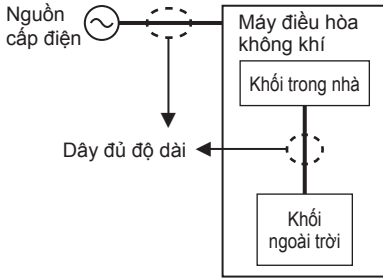 Nguồn
cấp điện
Máy điều hòa
không khí
Khối trong nhà
Dây đủ độ dài
Khối
ngoài trời